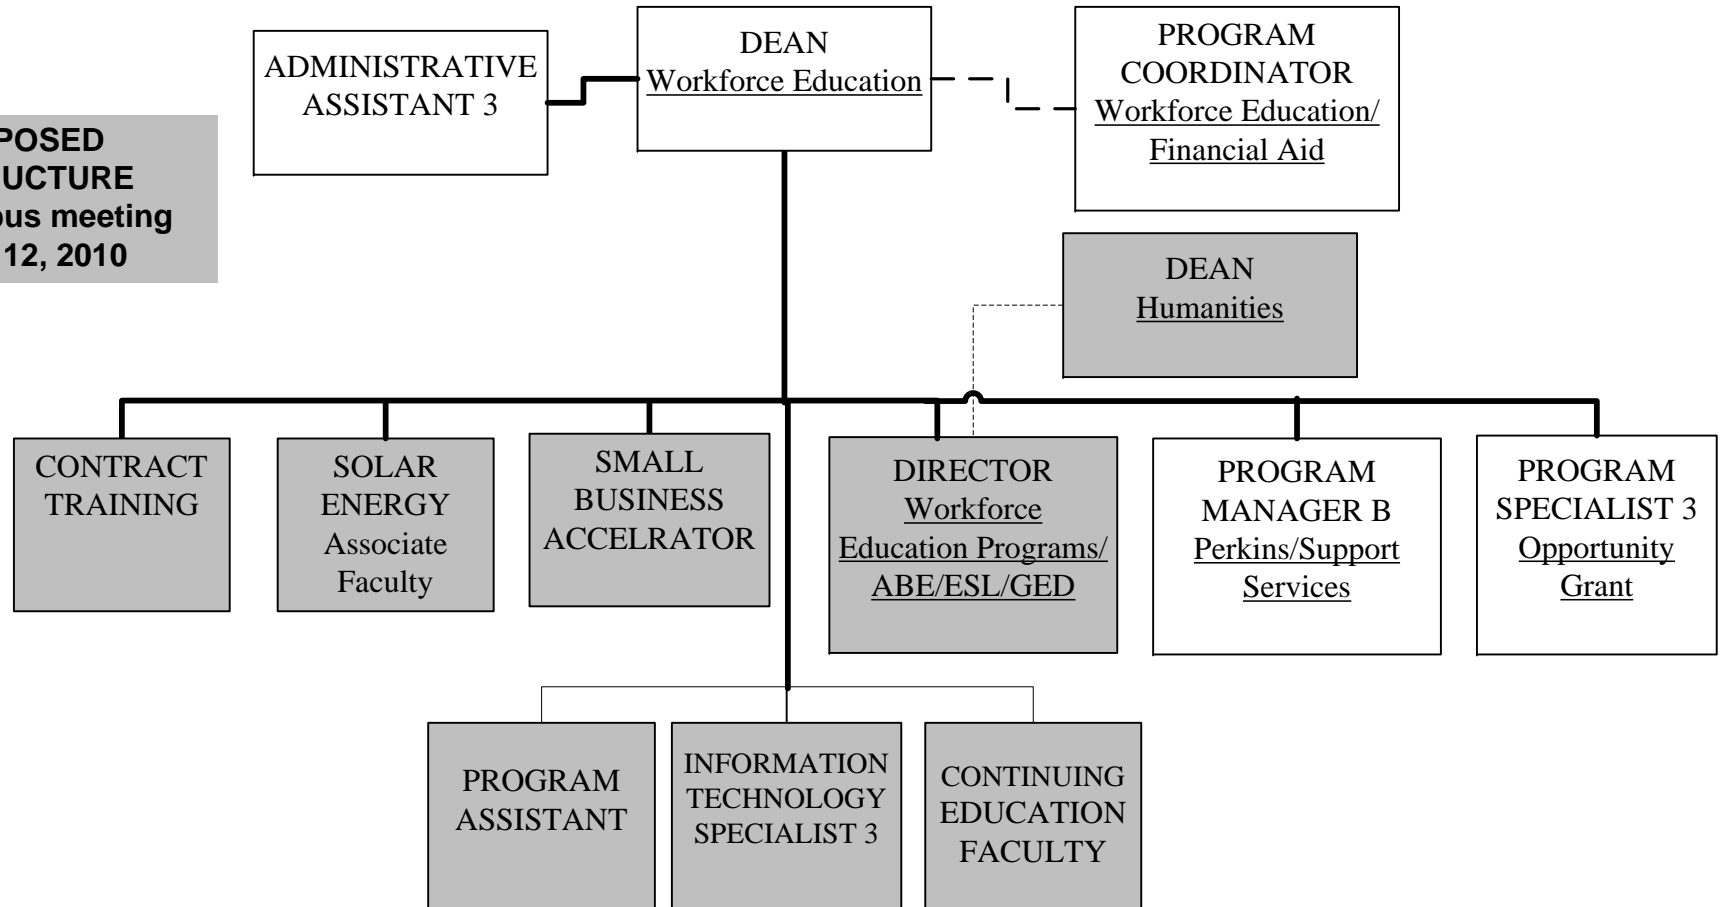 ADMINISTRATIVE
ASSISTANT 3
DEAN
Workforce Education
PROGRAM
COORDINATOR
Workforce Education/
Financial Aid
POSED
UCTURE
ous meeting
12, 2010
DEAN
Humanities
CONTRACT
TRAINING
SOLAR
ENERGY
Associate
Faculty
SMALL
BUSINESS
ACCELRATOR
DIRECTOR
Workforce
Education Programs/
ABE/ESL/GED
PROGRAM
MANAGER B
Perkins/Support
Services
PROGRAM
SPECIALIST 3
Opportunity
Grant
PROGRAM
ASSISTANT
INFORMATION
TECHNOLOGY
SPECIALIST 3
CONTINUING
EDUCATION
FACULTY